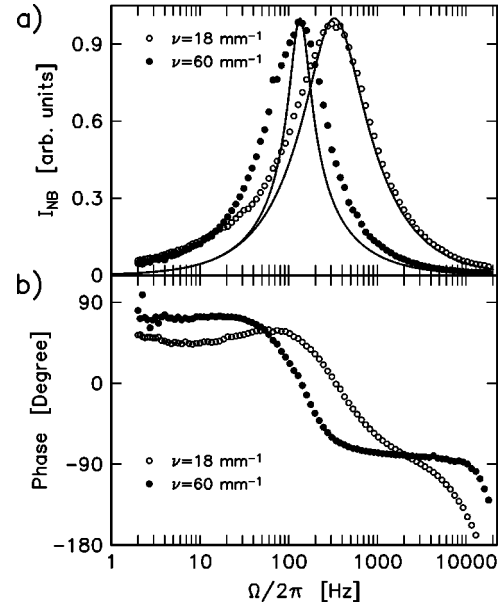 a)
0.9
0.6
0.3
0
I_NB [arb. units]
ν=18 mm⁻¹
ν=60 mm⁻¹
b)
90
0
-90
-180
Phase [Degree]
ν=18 mm⁻¹
ν=60 mm⁻¹
1 10 100 1000 10000
Ω/2π [Hz]